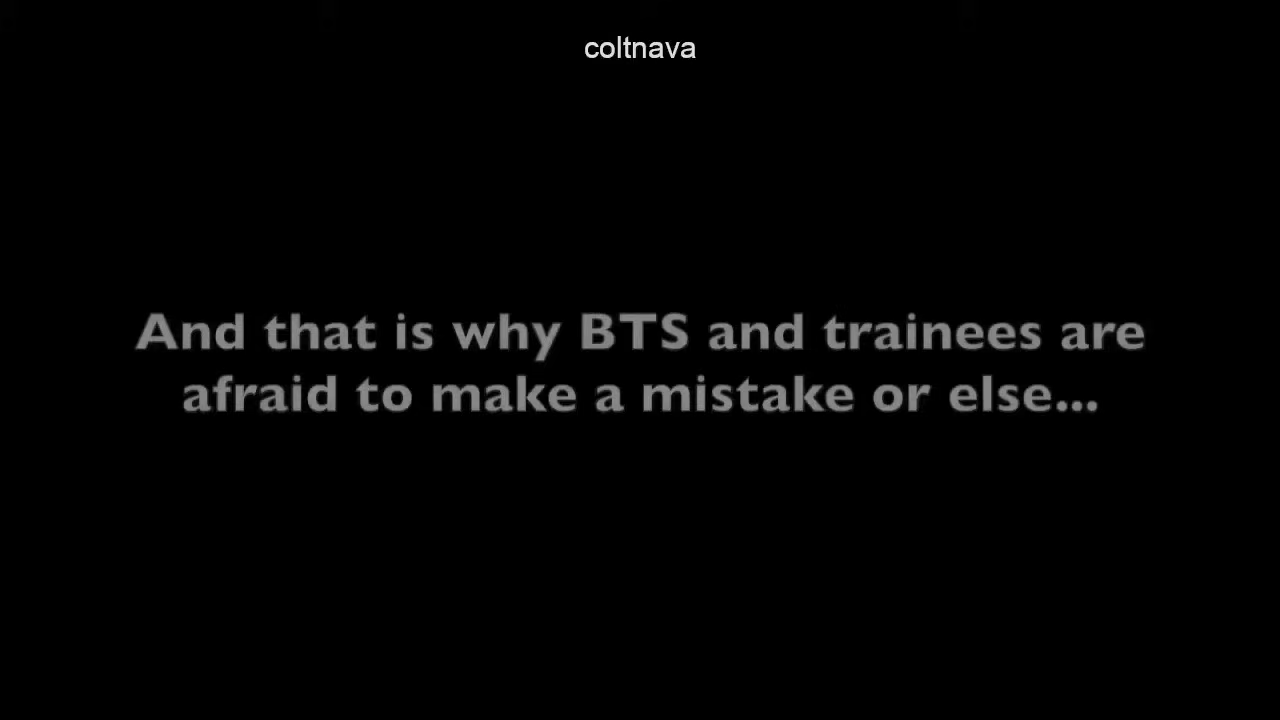 coltnava
And that is why BTS and trainees are
afraid to make a mistake or else...